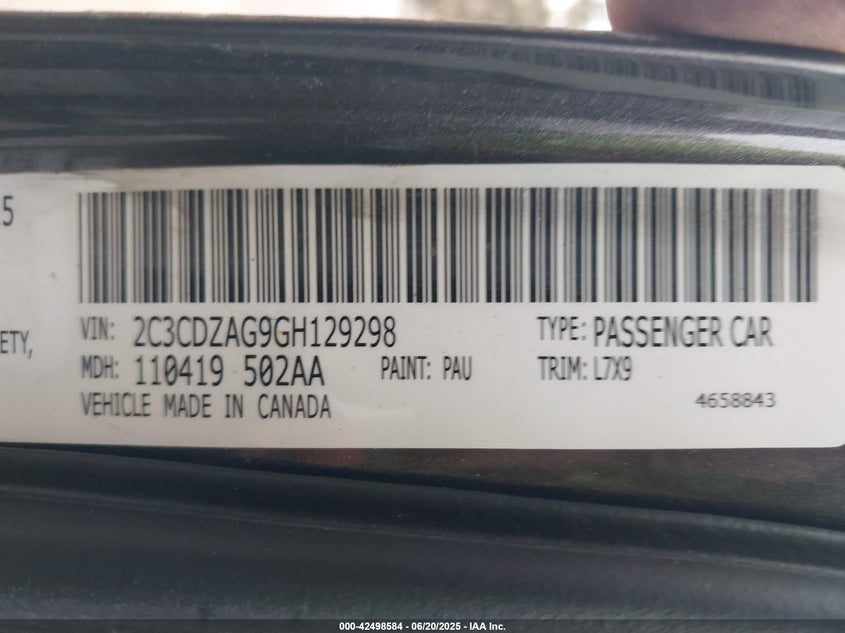 5
ETY,
VIN: 2C3CDZAG9GH129298 TYPE: PASSENGER CAR
MDH: 110419 502AA PAINT: PAU TRIM: L7X9
VEHICLE MADE IN CANADA 4658843
000-42498584 - 06/20/2025 - IAA Inc.